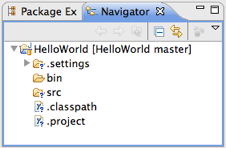 Package Ex Navigator
HelloWorld [HelloWorld master]
.settings
bin
src
.classpath
.project